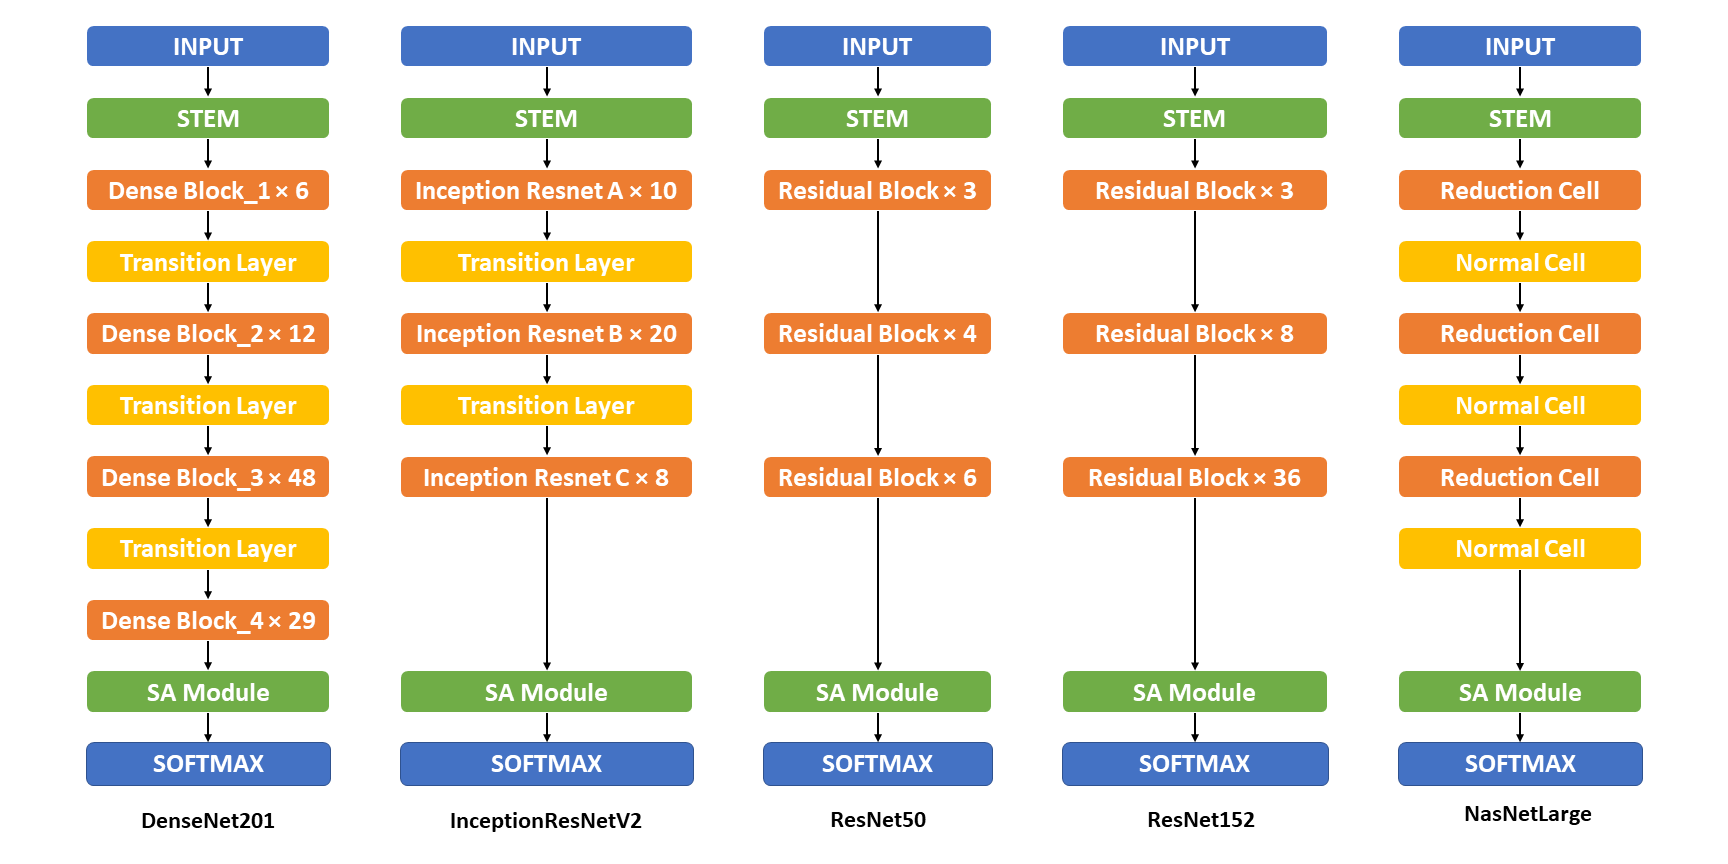 INPUT
STEM
Dense Block_1 × 6
Transition Layer
Dense Block_2 × 12
Transition Layer
Dense Block_3 × 48
Transition Layer
Dense Block_4 × 29
SA Module
SOFTMAX
DenseNet201
INPUT
STEM
Inception Resnet A × 10
Transition Layer
Inception Resnet B × 20
Transition Layer
Inception Resnet C × 8
SA Module
SOFTMAX
InceptionResNetV2
INPUT
STEM
Residual Block × 3
Residual Block × 4
Residual Block × 6
SA Module
SOFTMAX
ResNet50
INPUT
STEM
Residual Block × 3
Residual Block × 8
Residual Block × 36
SA Module
SOFTMAX
ResNet152
INPUT
STEM
Reduction Cell
Normal Cell
Reduction Cell
Normal Cell
Reduction Cell
Normal Cell
SA Module
SOFTMAX
NasNetLarge